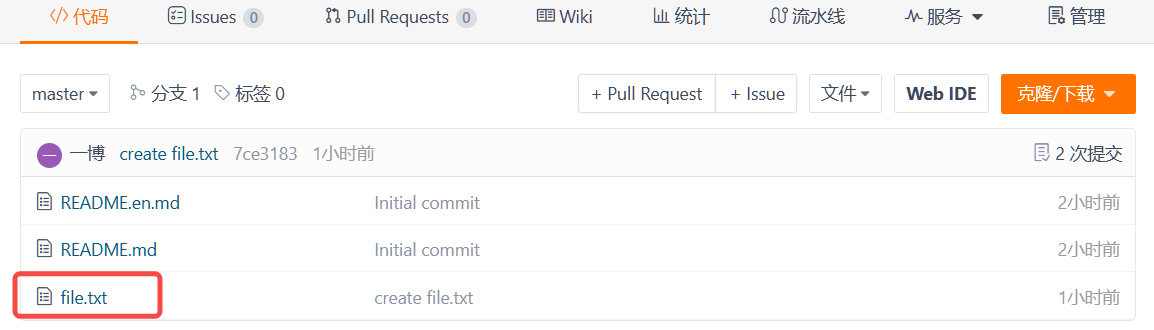 代码 Issues 0 Pull Requests 0 Wiki 统计 流水线 服务 管理
master 分支 1 标签 0 + Pull Request + Issue 文件 Web IDE 克隆/下载
一 一博 create file.txt 7ce3183 1小时前 2 次提交
README.en.md Initial commit 2小时前
README.md Initial commit 2小时前
file.txt create file.txt 1小时前